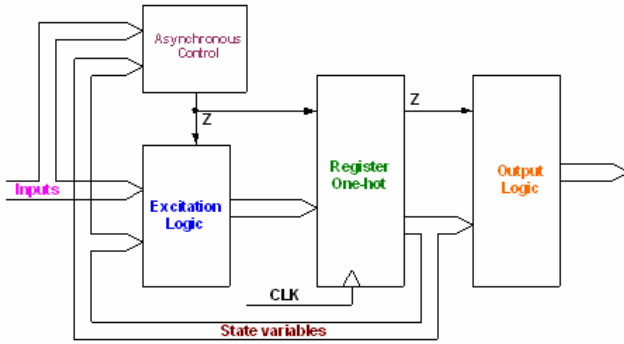 Asynchronous
Control
Z
Z
Inputs
Excitation
Logic
Register
One-hot
Output
Logic
CLK
State variables